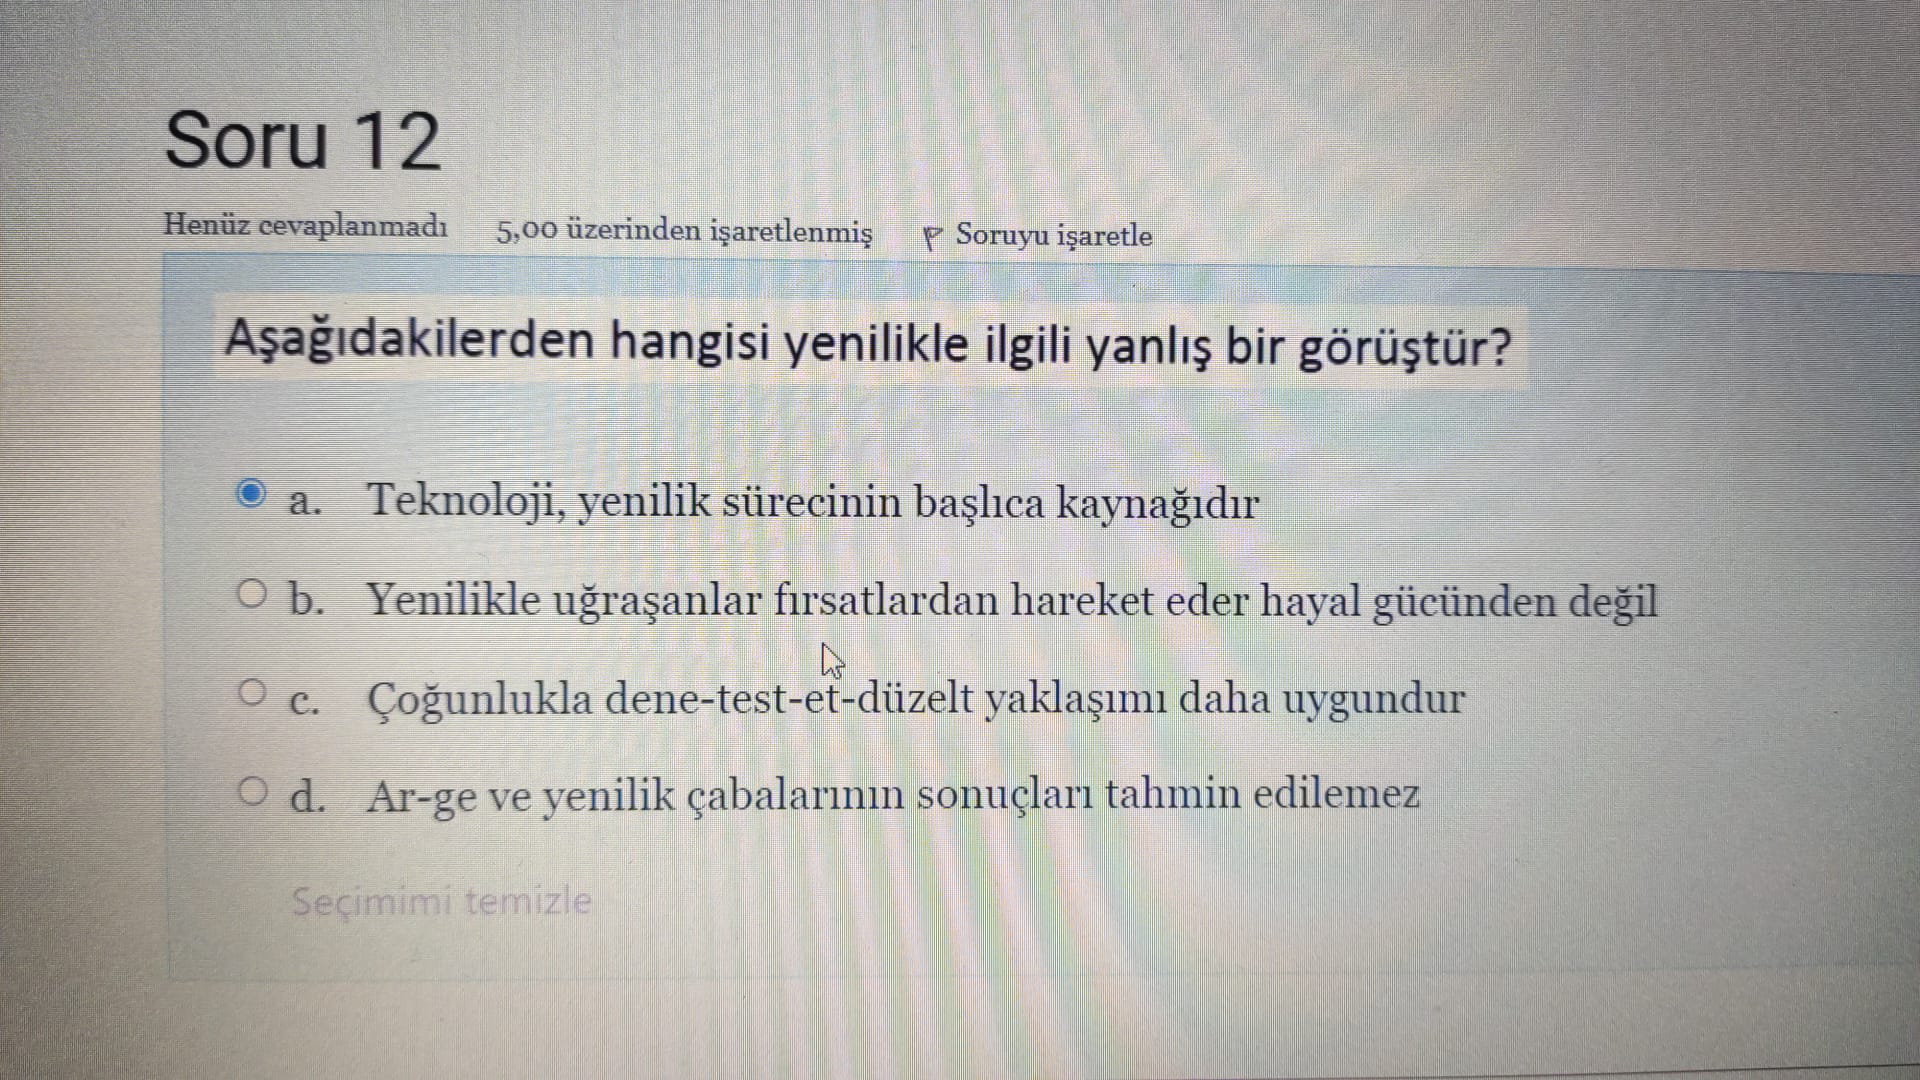 Soru 12
Henüz cevaplanmadı 5,00 üzerinden işaretlenmiş Soruyu işaretle
Aşağıdakilerden hangisi yenilikle ilgili yanlış bir görüştür?
a. Teknoloji, yenilik sürecinin başlıca kaynağıdır
b. Yenilikle uğraşanlar fırsatlardan hareket eder hayal gücünden değil
c. Çoğunlukla dene-test-et-düzelt yaklaşımı daha uygundur
d. Ar-ge ve yenilik çabalarının sonuçları tahmin edilemez
Seçimimi temizle